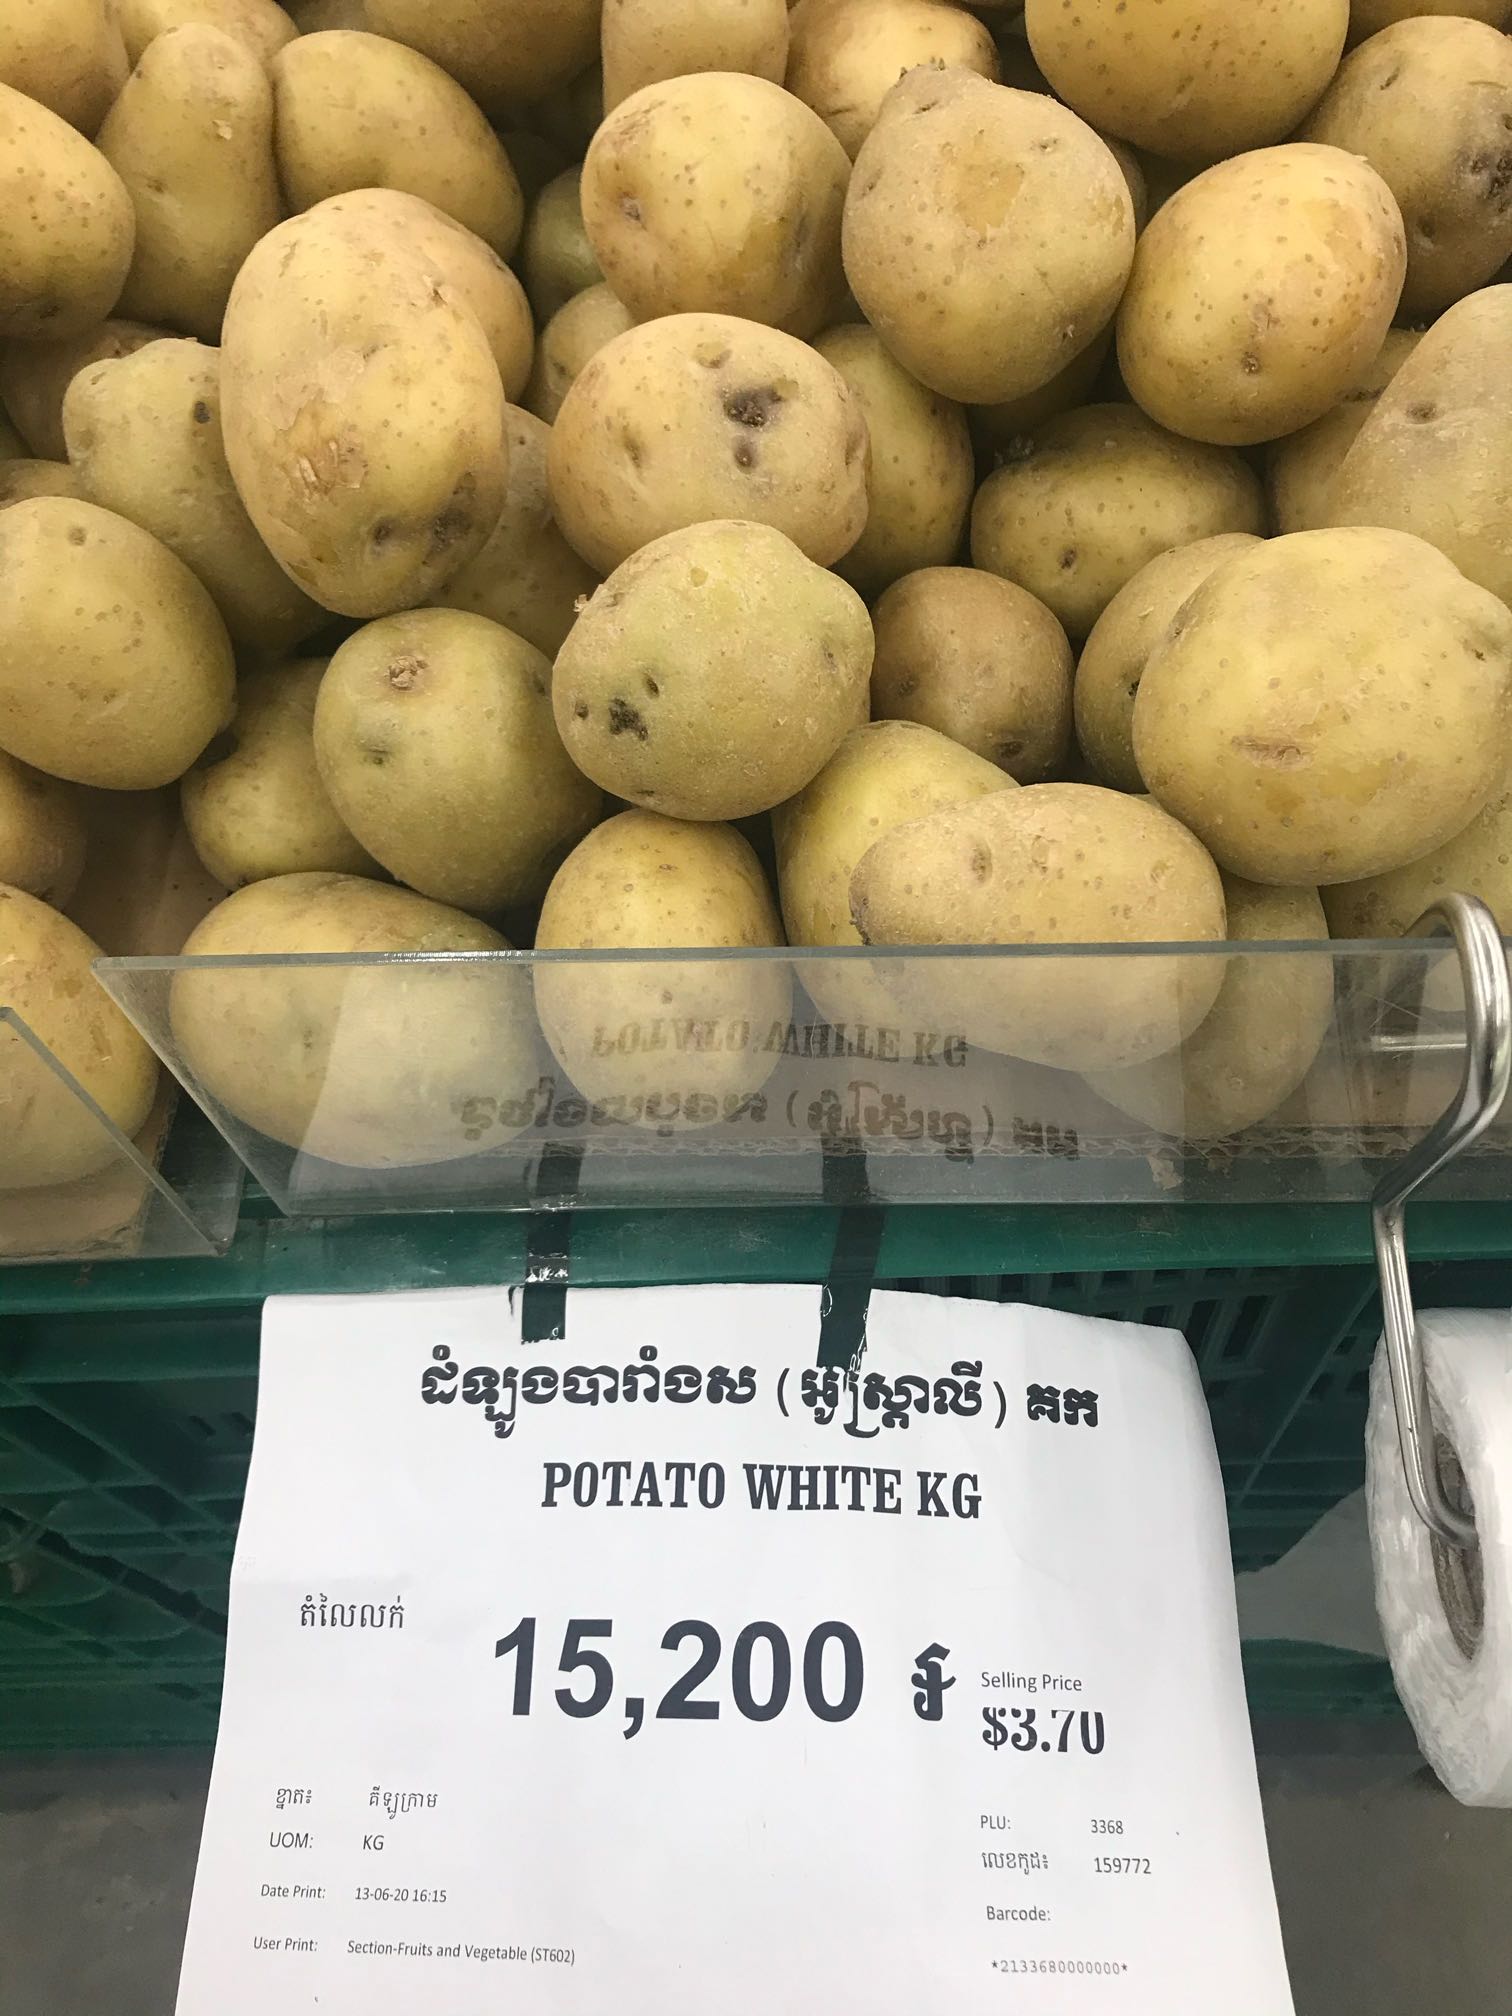 ដំឡូងបារាំងស (អូស្ត្រាលី) គក
POTATO WHITE KG
តំលៃលក់
15,200 ៛
Selling Price
$3.70
ខ្នាត៖ គីឡូក្រាម
UOM: KG
PLU: 3368
លេខកូដ៖ 159772
Date Print: 13-06-20 16:15
Barcode:
User Print: Section-Fruits and Vegetable (ST602)
*2133680000000*